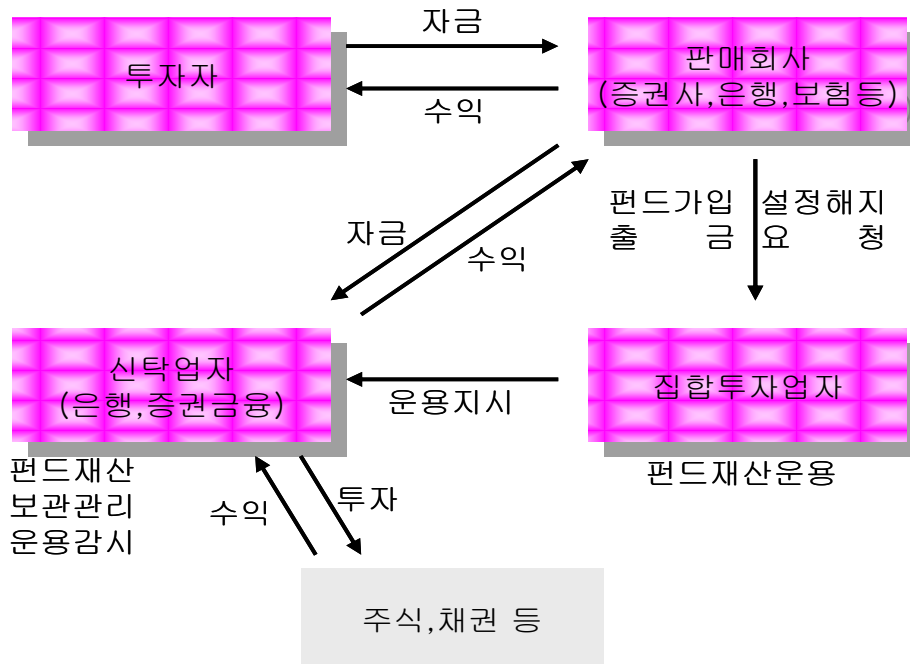 자금
투자자
판매회사
(증권사,은행,보험등)
수익
펀드가입 설정해지
출 금 요 청
자금
수익
신탁업자
(은행,증권금융)
운용지시
집합투자업자
펀드재산
보관관리
운용감시
펀드재산운용
수익
투자
주식,채권 등